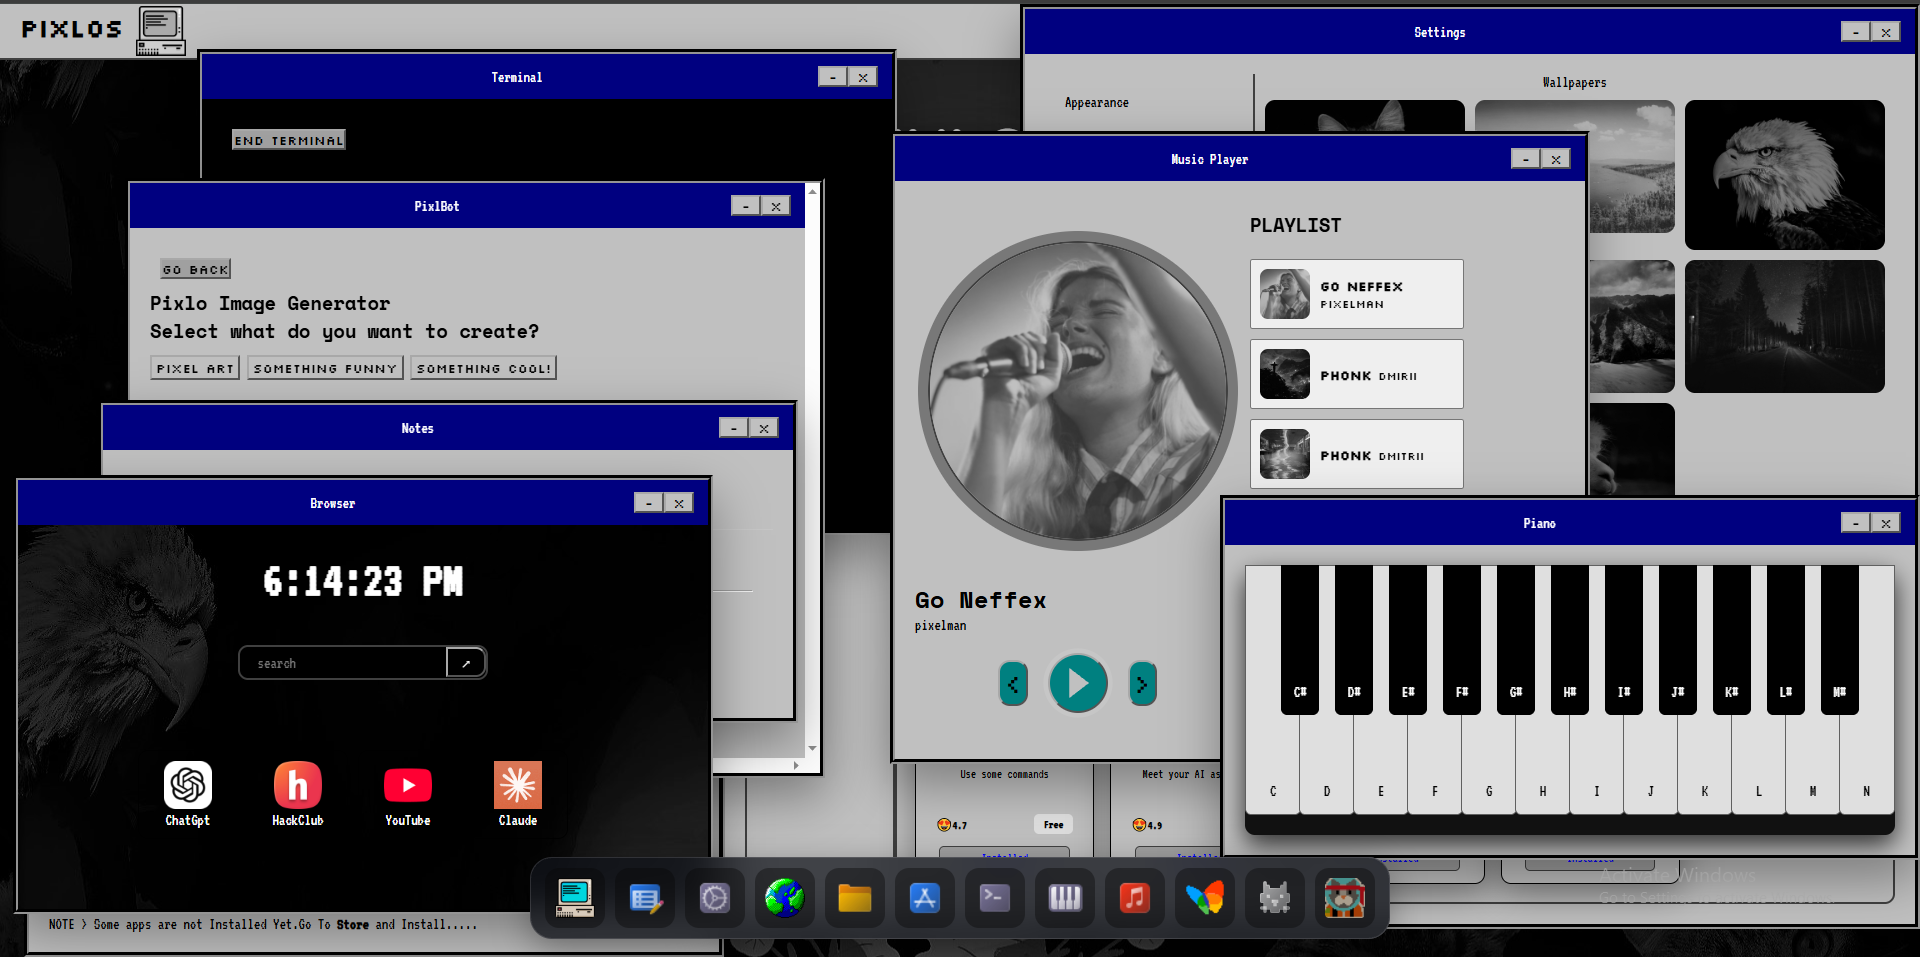 PIXLOS
Settings
- x
Appearance
Wallpapers
Terminal
- x
END TERMINAL
Music Player
- x
PLAYLIST
GO NEFFEX
PIXELMAN
PHONK DMIRII
PHONK DMITRII
Go Neffex
pixelman
< >
PixlBot
- x
GO BACK
Pixlo Image Generator
Select what do you want to create?
PIXEL ART SOMETHING FUNNY SOMETHING COOL!
Notes
- x
Browser
- x
6:14:23 PM
search
ChatGpt HackClub YouTube Claude
Piano
- x
C# D# E# F# G# H# I# J# K# L# M#
C D E F G H I J K L M N
Use some commands
4.7 Free
Installed
Meet your AI as
4.9
Activate Windows
NOTE > Some apps are not Installed Yet.Go To Store and Install.....